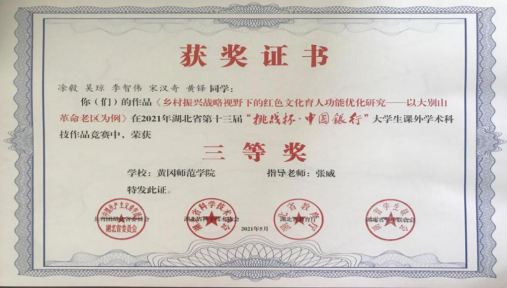 获奖证书
涂毅 吴琼 李智伟 宋汉奇 黄铎 同学：
你（们）的作品《乡村振兴战略视野下的红色文化育人功能优化研究——以大别山
革命老区为例》在2021年湖北省第十三届“挑战杯·中国银行”大学生课外学术科
技作品竞赛中、荣获
三等奖
学校：黄冈师范学院 指导老师：张威
特发此证。
湖北省委员会
2021年5月